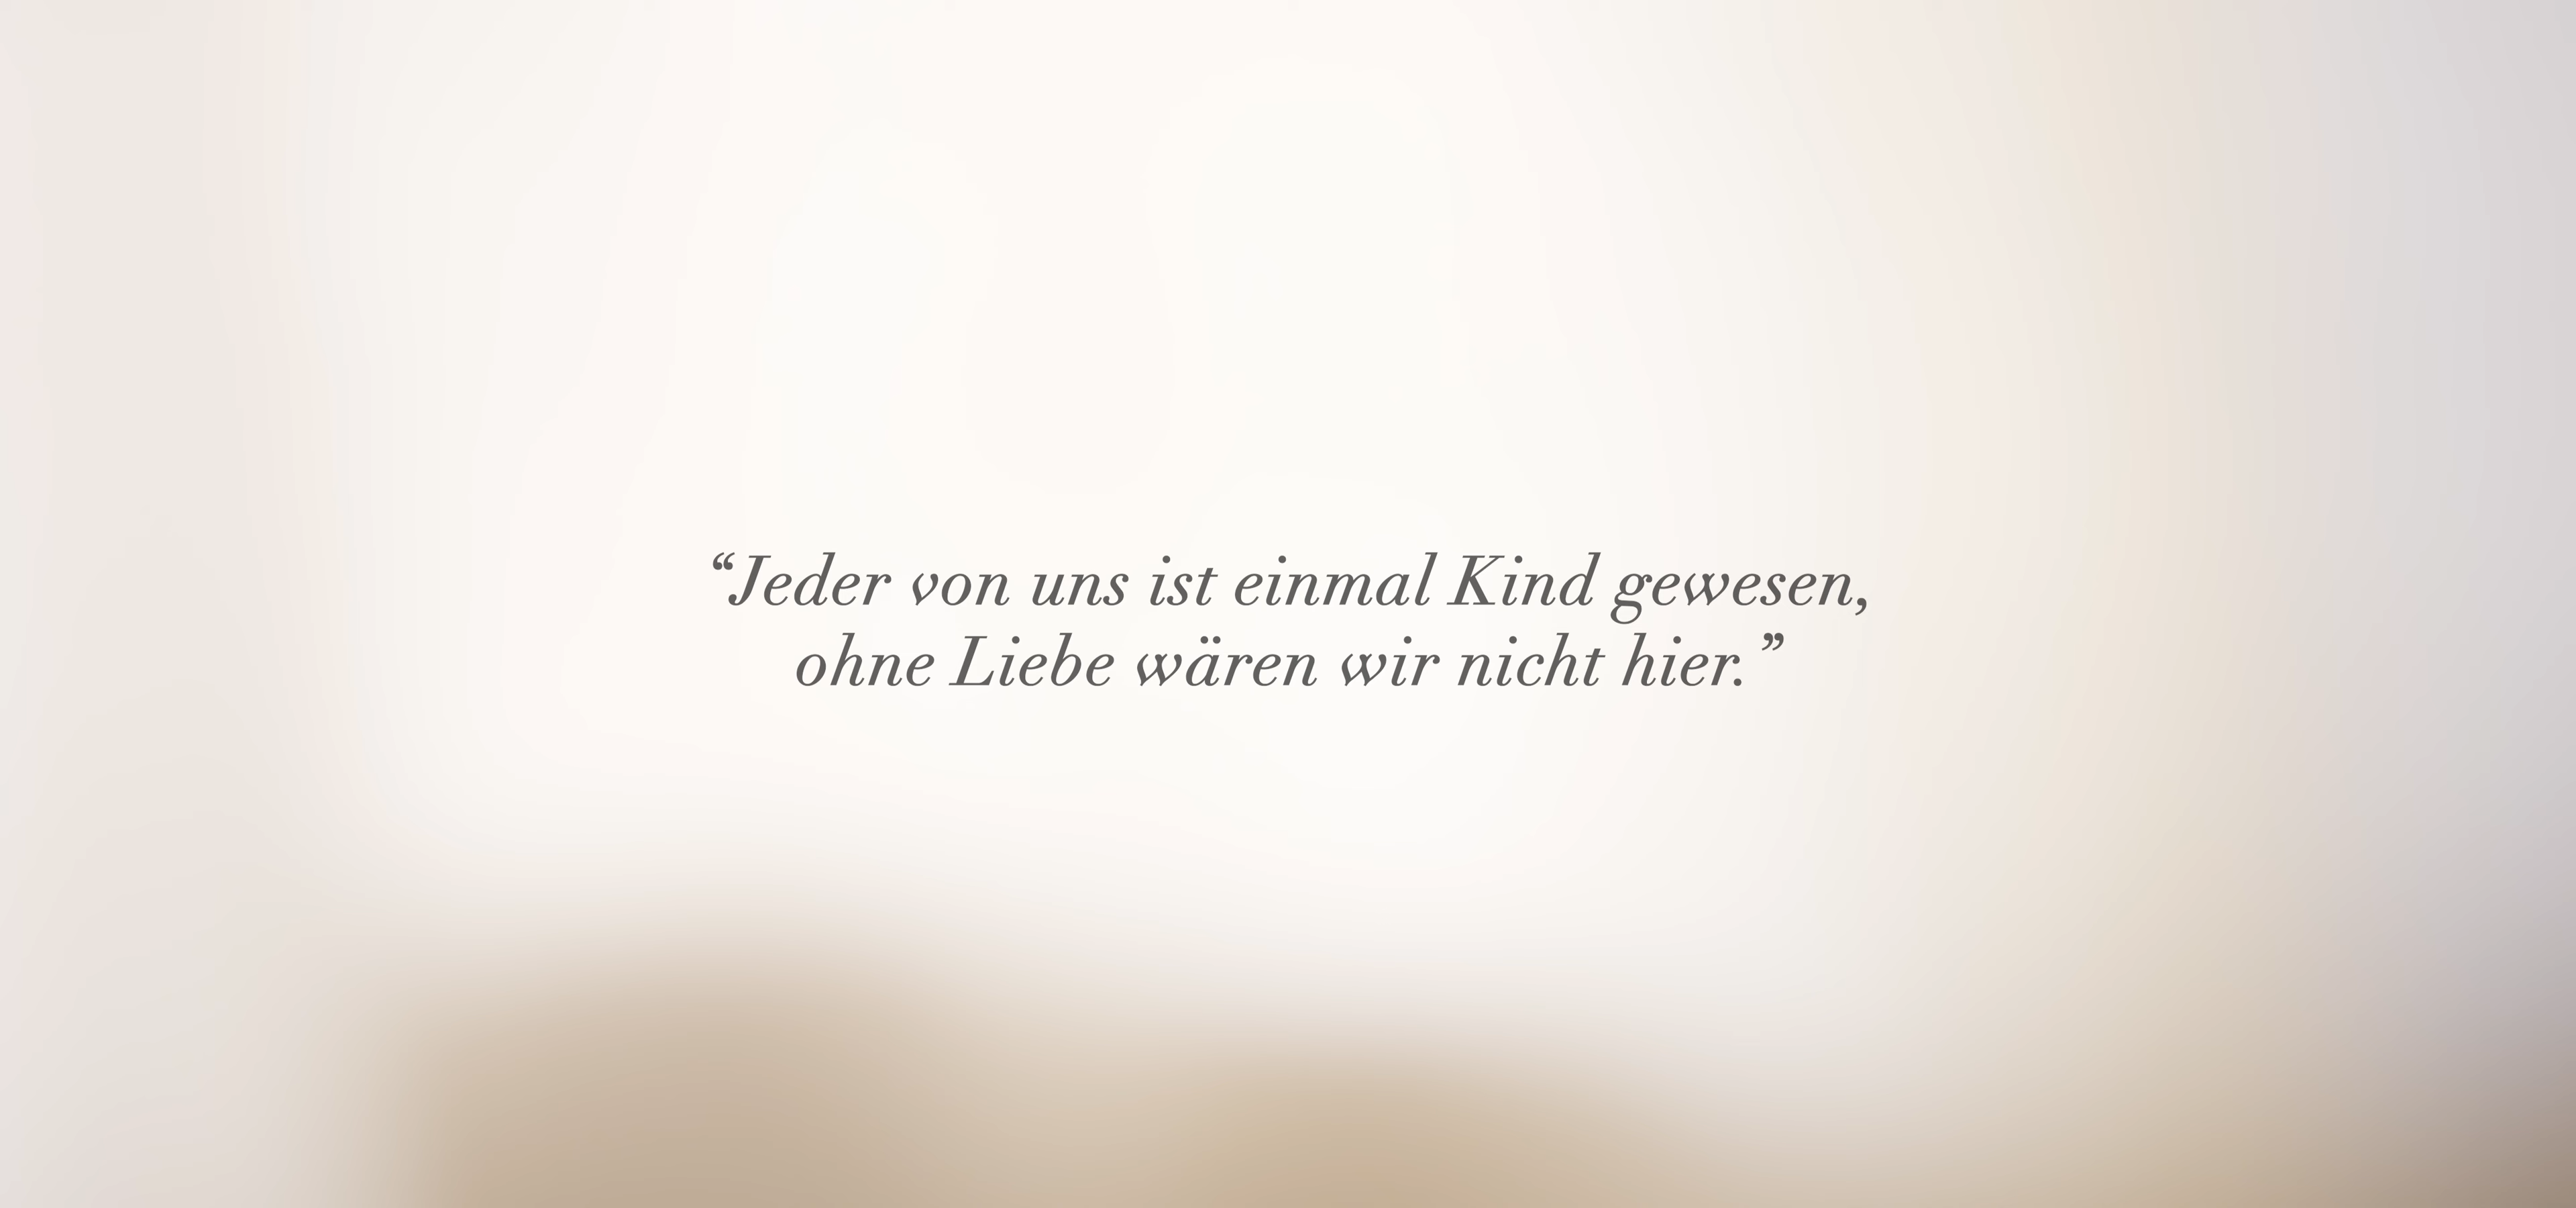 “Jeder von uns ist einmal Kind gewesen,
ohne Liebe wären wir nicht hier.”